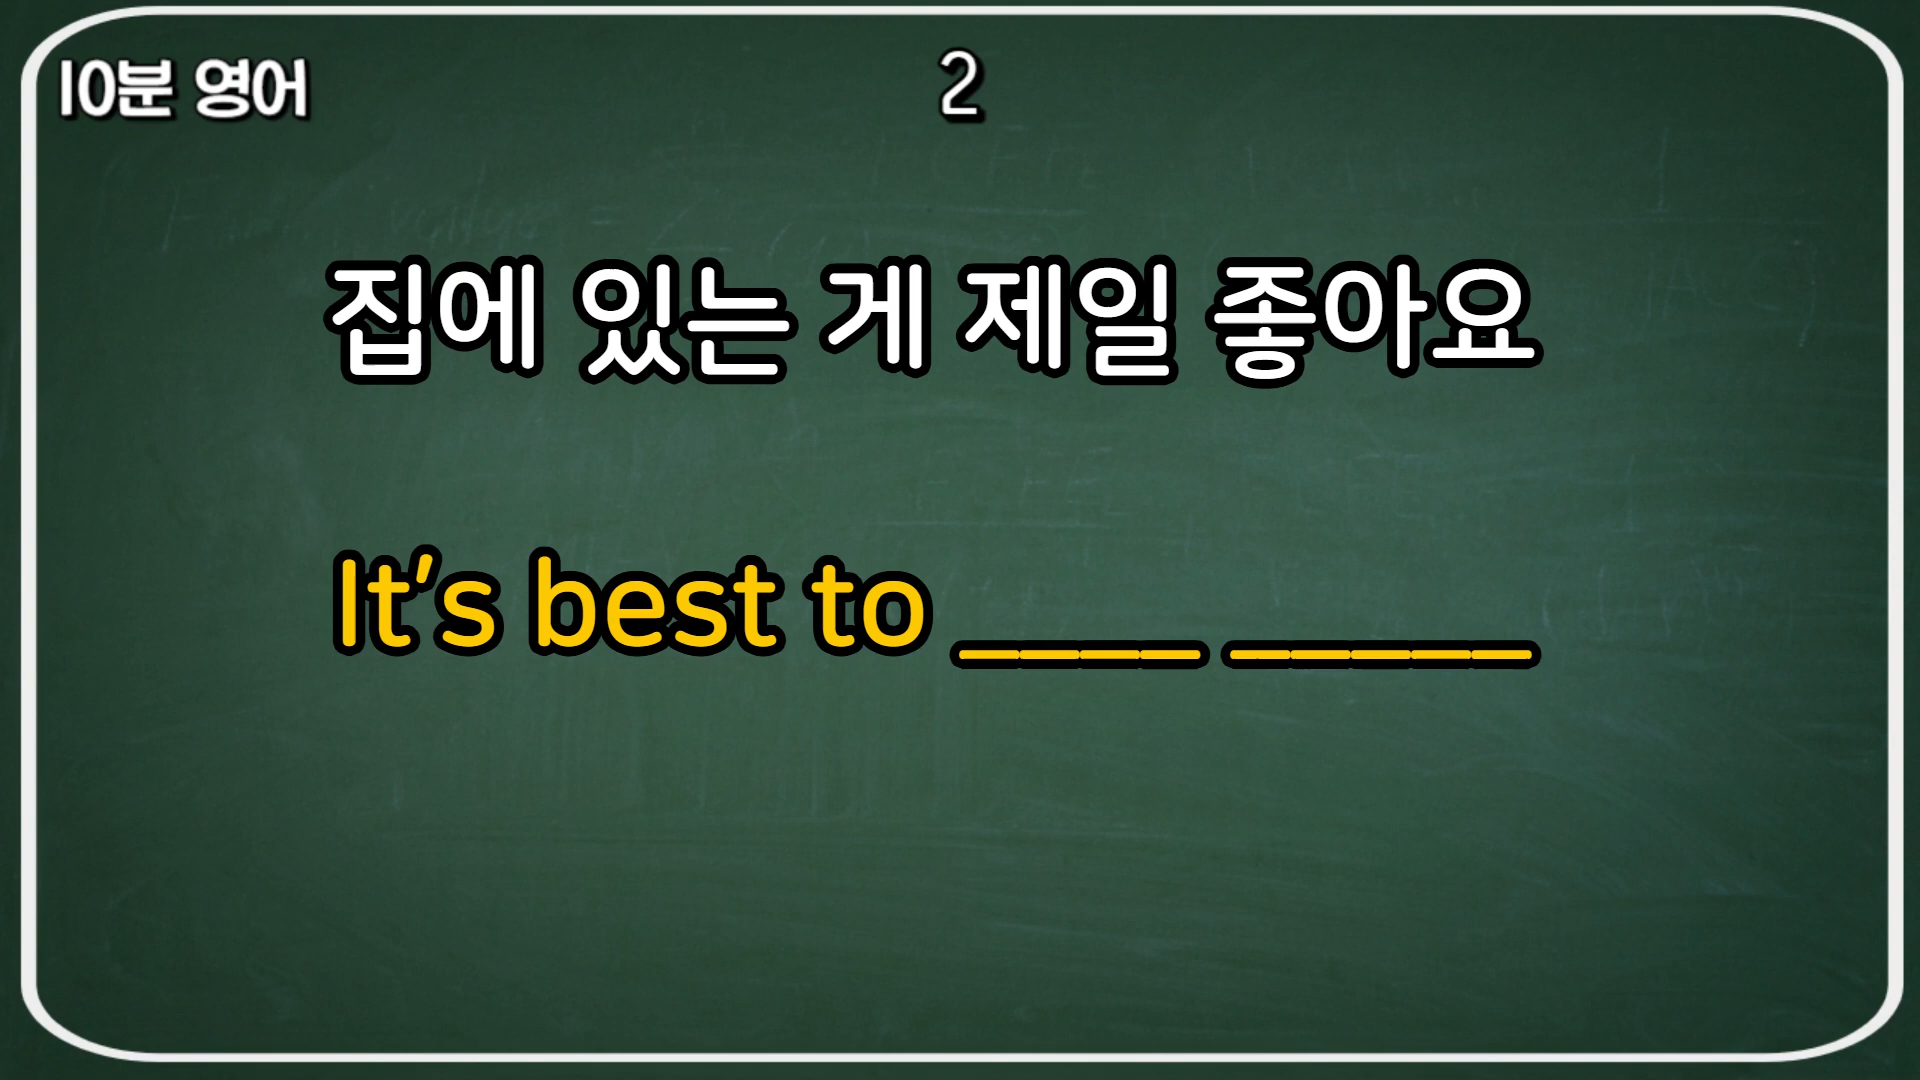 10분 영어
2
집에 있는 게 제일 좋아요
It's best to ____ _____